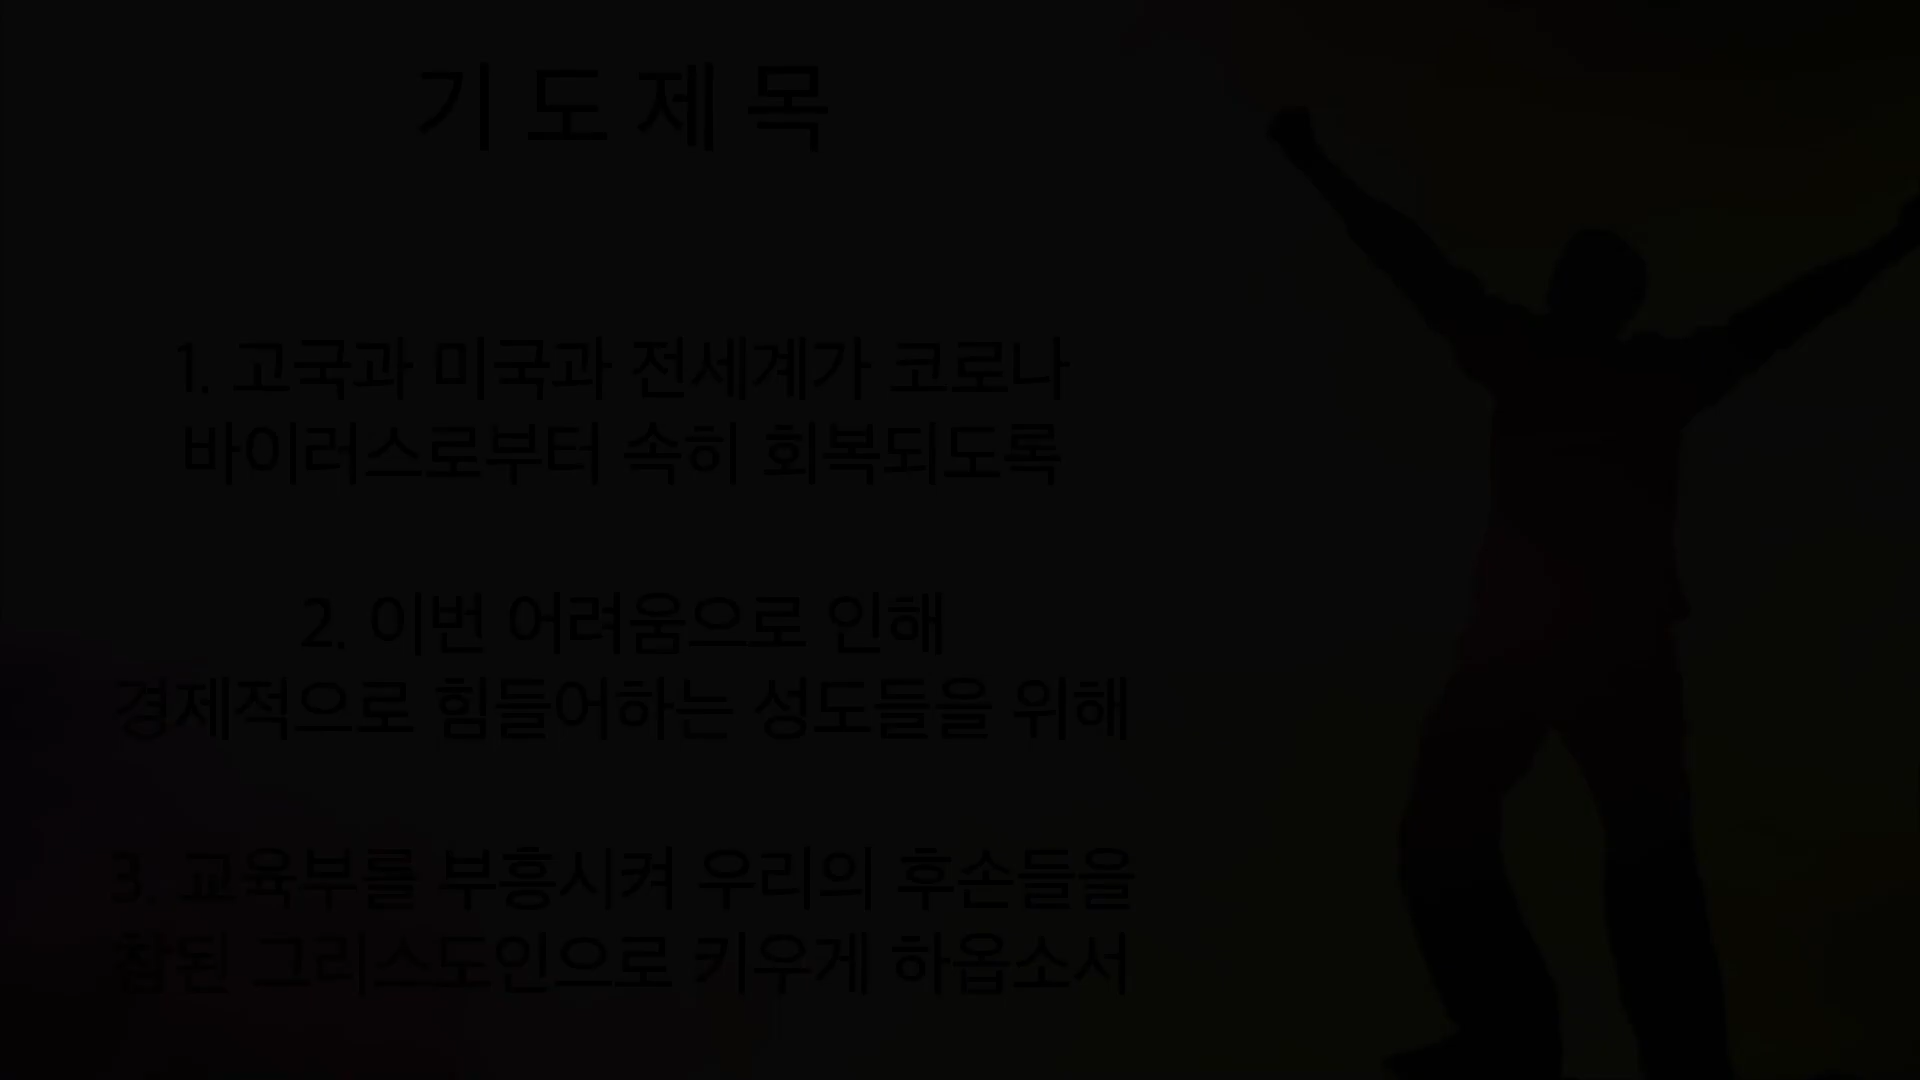 기도제목
1. 고국과 미국과 전세계가 코로나
바이러스로부터 속히 회복되도록
2. 이번 어려움으로 인해
경제적으로 힘들어하는 성도들을 위해
3. 교육부를 부흥시켜 우리의 후손들을
참된 그리스도인으로 키우게 하옵소서